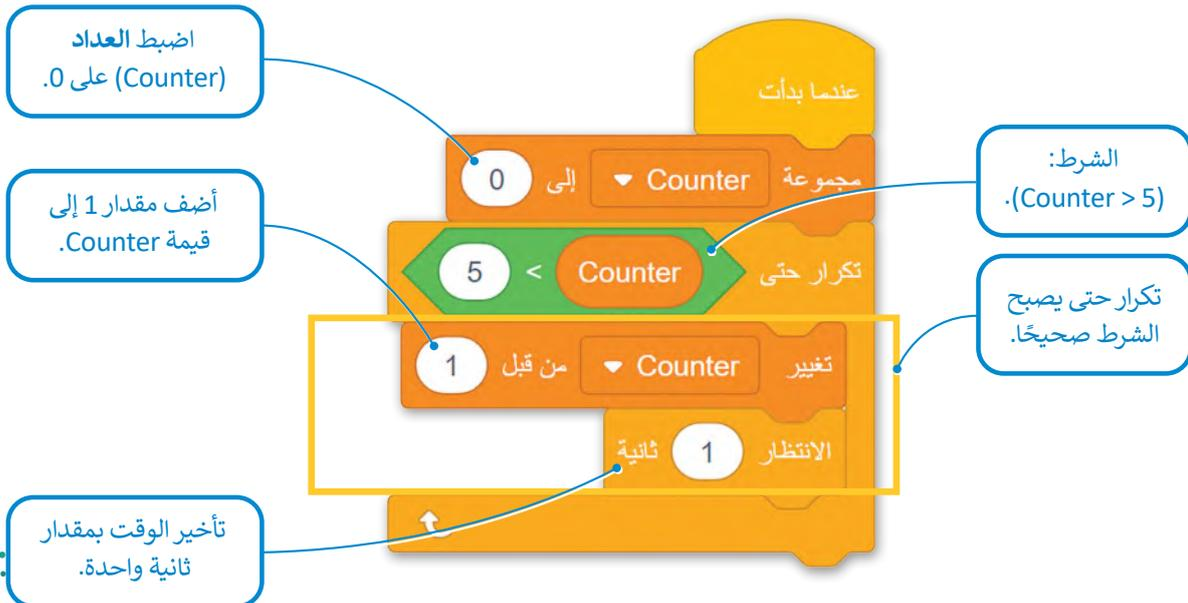 اضبط العداد
(Counter) على 0.
عندما بدأت
مجموعة Counter إلى 0
الشرط:
(Counter > 5).
أضف مقدار 1 إلى
قيمة Counter.
تكرار حتى Counter > 5
تكرار حتى يصبح
الشرط صحيحًا.
تغيير Counter من قبل 1
الانتظار 1 ثانية
تأخير الوقت بمقدار
ثانية واحدة.